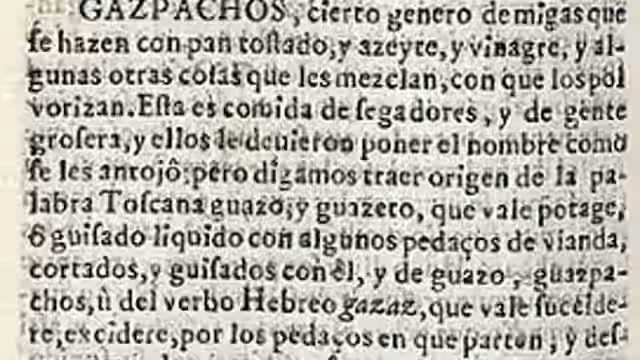 GAZPACHOS, cierto genero de migas que
ſe hazen con pan toſtado, y azeyte, y vinagre, y al-
gunas otras coſas que les mezclan, con que los pol
vorizan. Eſta es comida de ſegadores, y de gente
groſera, y ellos le deuieron poner el nombre como
ſe les antojô: pero digamos traer origen de la pa-
labra Toſcana guazo, y guazeto, que vale potage,
ò guiſado liquido con algunos pedaços de vianda,
cortados, y guiſados con èl, y de guazo, guazpa-
chos, ù del verbo Hebreo gazaz, que vale ſuccide-
re, excidere, por los pedaços en que parten, y deſ-